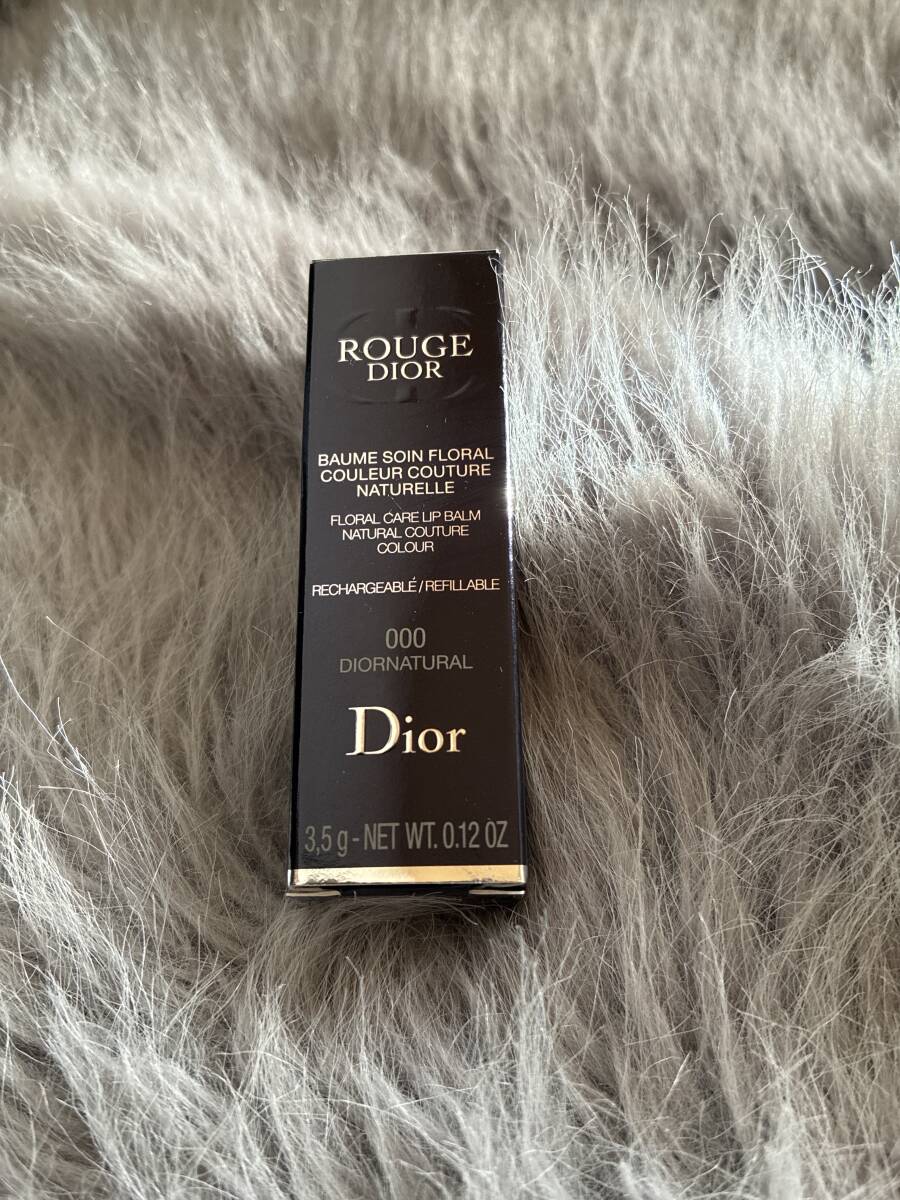 ROUGE
DIOR
BAUME SOIN FLORAL
COULEUR COUTURE
NATURELLE
FLORAL CARE LIP BALM
NATURAL COUTURE
COLOUR
RECHARGEABLE/REFILLABLE
000
DIORNATURAL
Dior
3,5 g - NET WT. 0.12 OZ